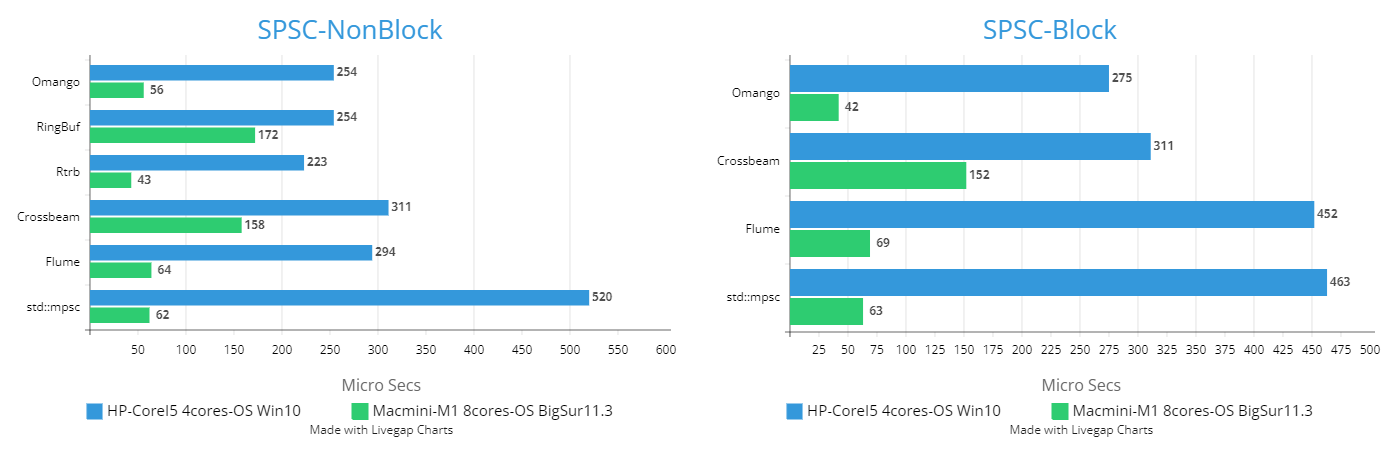 SPSC-NonBlock
Omango
254
56
RingBuf
254
172
Rtrb
223
43
Crossbeam
311
158
Flume
294
64
std::mpsc
520
62
50 100 150 200 250 300 350 400 450 500 550 600
Micro Secs
HP-CoreI5 4cores-OS Win10 Macmini-M1 8cores-OS BigSur11.3
Made with Livegap Charts
SPSC-Block
Omango
275
42
Crossbeam
311
152
Flume
452
69
std::mpsc
463
63
25 50 75 100 125 150 175 200 225 250 275 300 325 350 375 400 425 450 475 500
Micro Secs
HP-CoreI5 4cores-OS Win10 Macmini-M1 8cores-OS BigSur11.3
Made with Livegap Charts